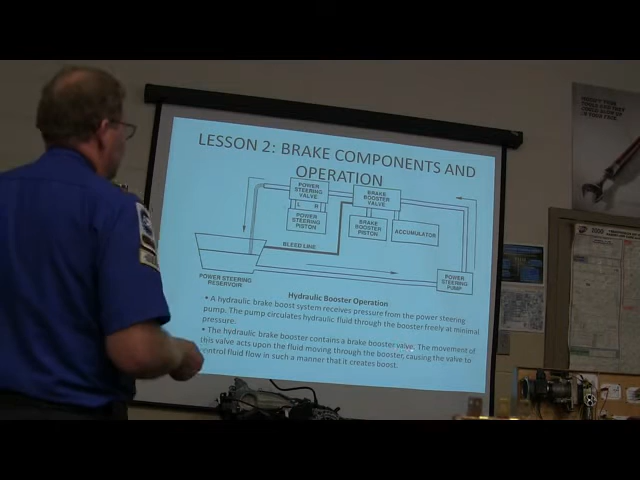 LESSON 2: BRAKE COMPONENTS AND
OPERATION
POWER
STEERING
VALVE
BRAKE
BOOSTER
VALVE
L R
POWER
STEERING
PISTON
BRAKE
BOOSTER
PISTON
ACCUMULATOR
BLEED LINE
POWER STEERING
RESERVOIR
POWER
STEERING
PUMP
Hydraulic Booster Operation
• A hydraulic brake boost system receives pressure from the power steering
pump. The pump circulates hydraulic fluid through the booster freely at minimal
pressure.
• The hydraulic brake booster contains a brake booster valve. The movement of
this valve acts upon the fluid moving through the booster, causing the valve to
control fluid flow in such a manner that it creates boost.